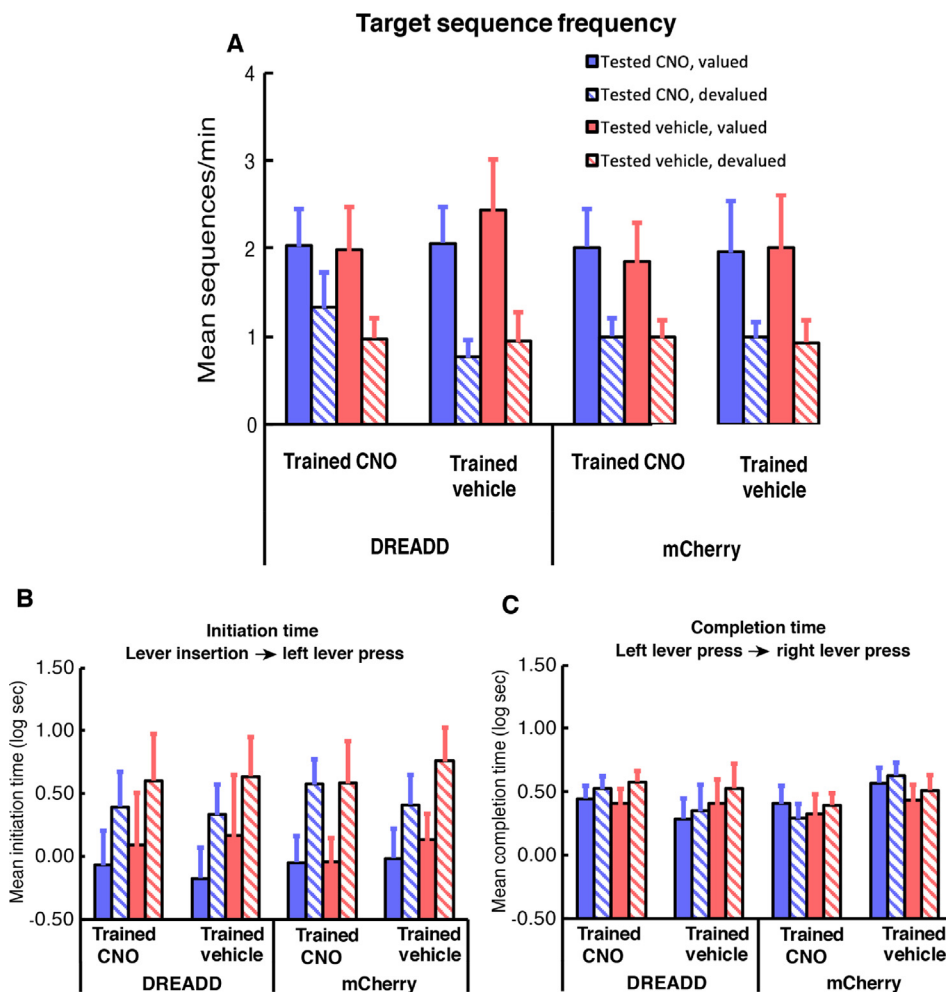 Target sequence frequency
A
Tested CNO, valued
Tested CNO, devalued
Tested vehicle, valued
Tested vehicle, devalued
Mean sequences/min
4
3
2
1
0
Trained CNO
Trained
vehicle
Trained CNO
Trained
vehicle
DREADD
mCherry
B
Initiation time
Lever insertion → left lever press
Mean initiation time (log sec)
1.50
1.00
0.50
0.00
-0.50
Trained
CNO
Trained
vehicle
Trained
CNO
Trained
vehicle
DREADD
mCherry
C
Completion time
Left lever press → right lever press
Mean completion time (log sec)
1.50
1.00
0.50
0.00
-0.50
Trained
CNO
Trained
vehicle
Trained
CNO
Trained
vehicle
DREADD
mCherry